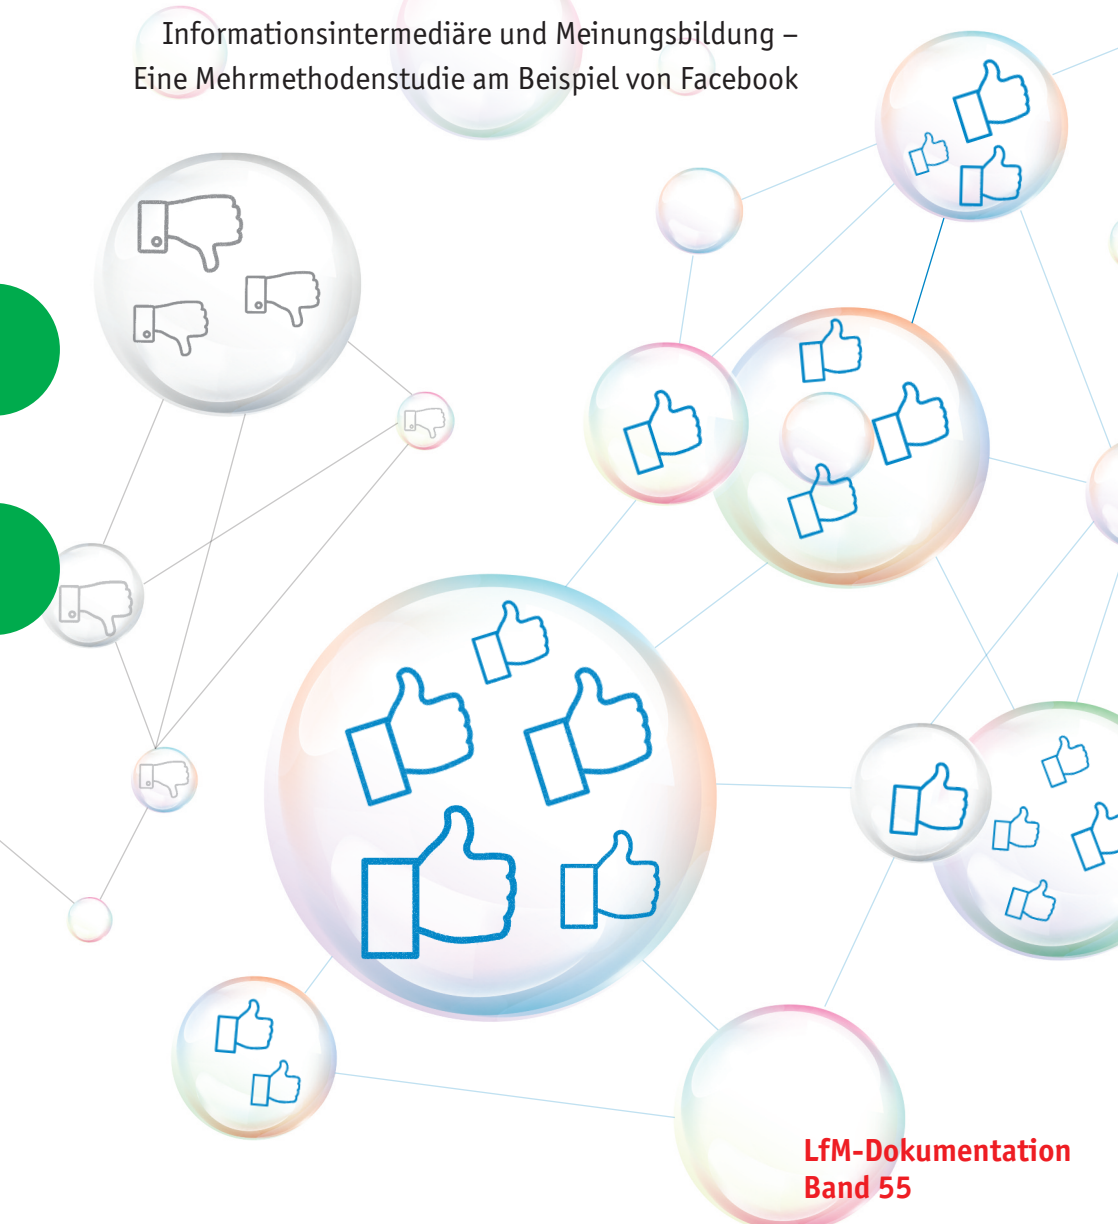 Informationsintermediäre und Meinungsbildung –
Eine Mehrmethodenstudie am Beispiel von Facebook
LfM-Dokumentation
Band 55